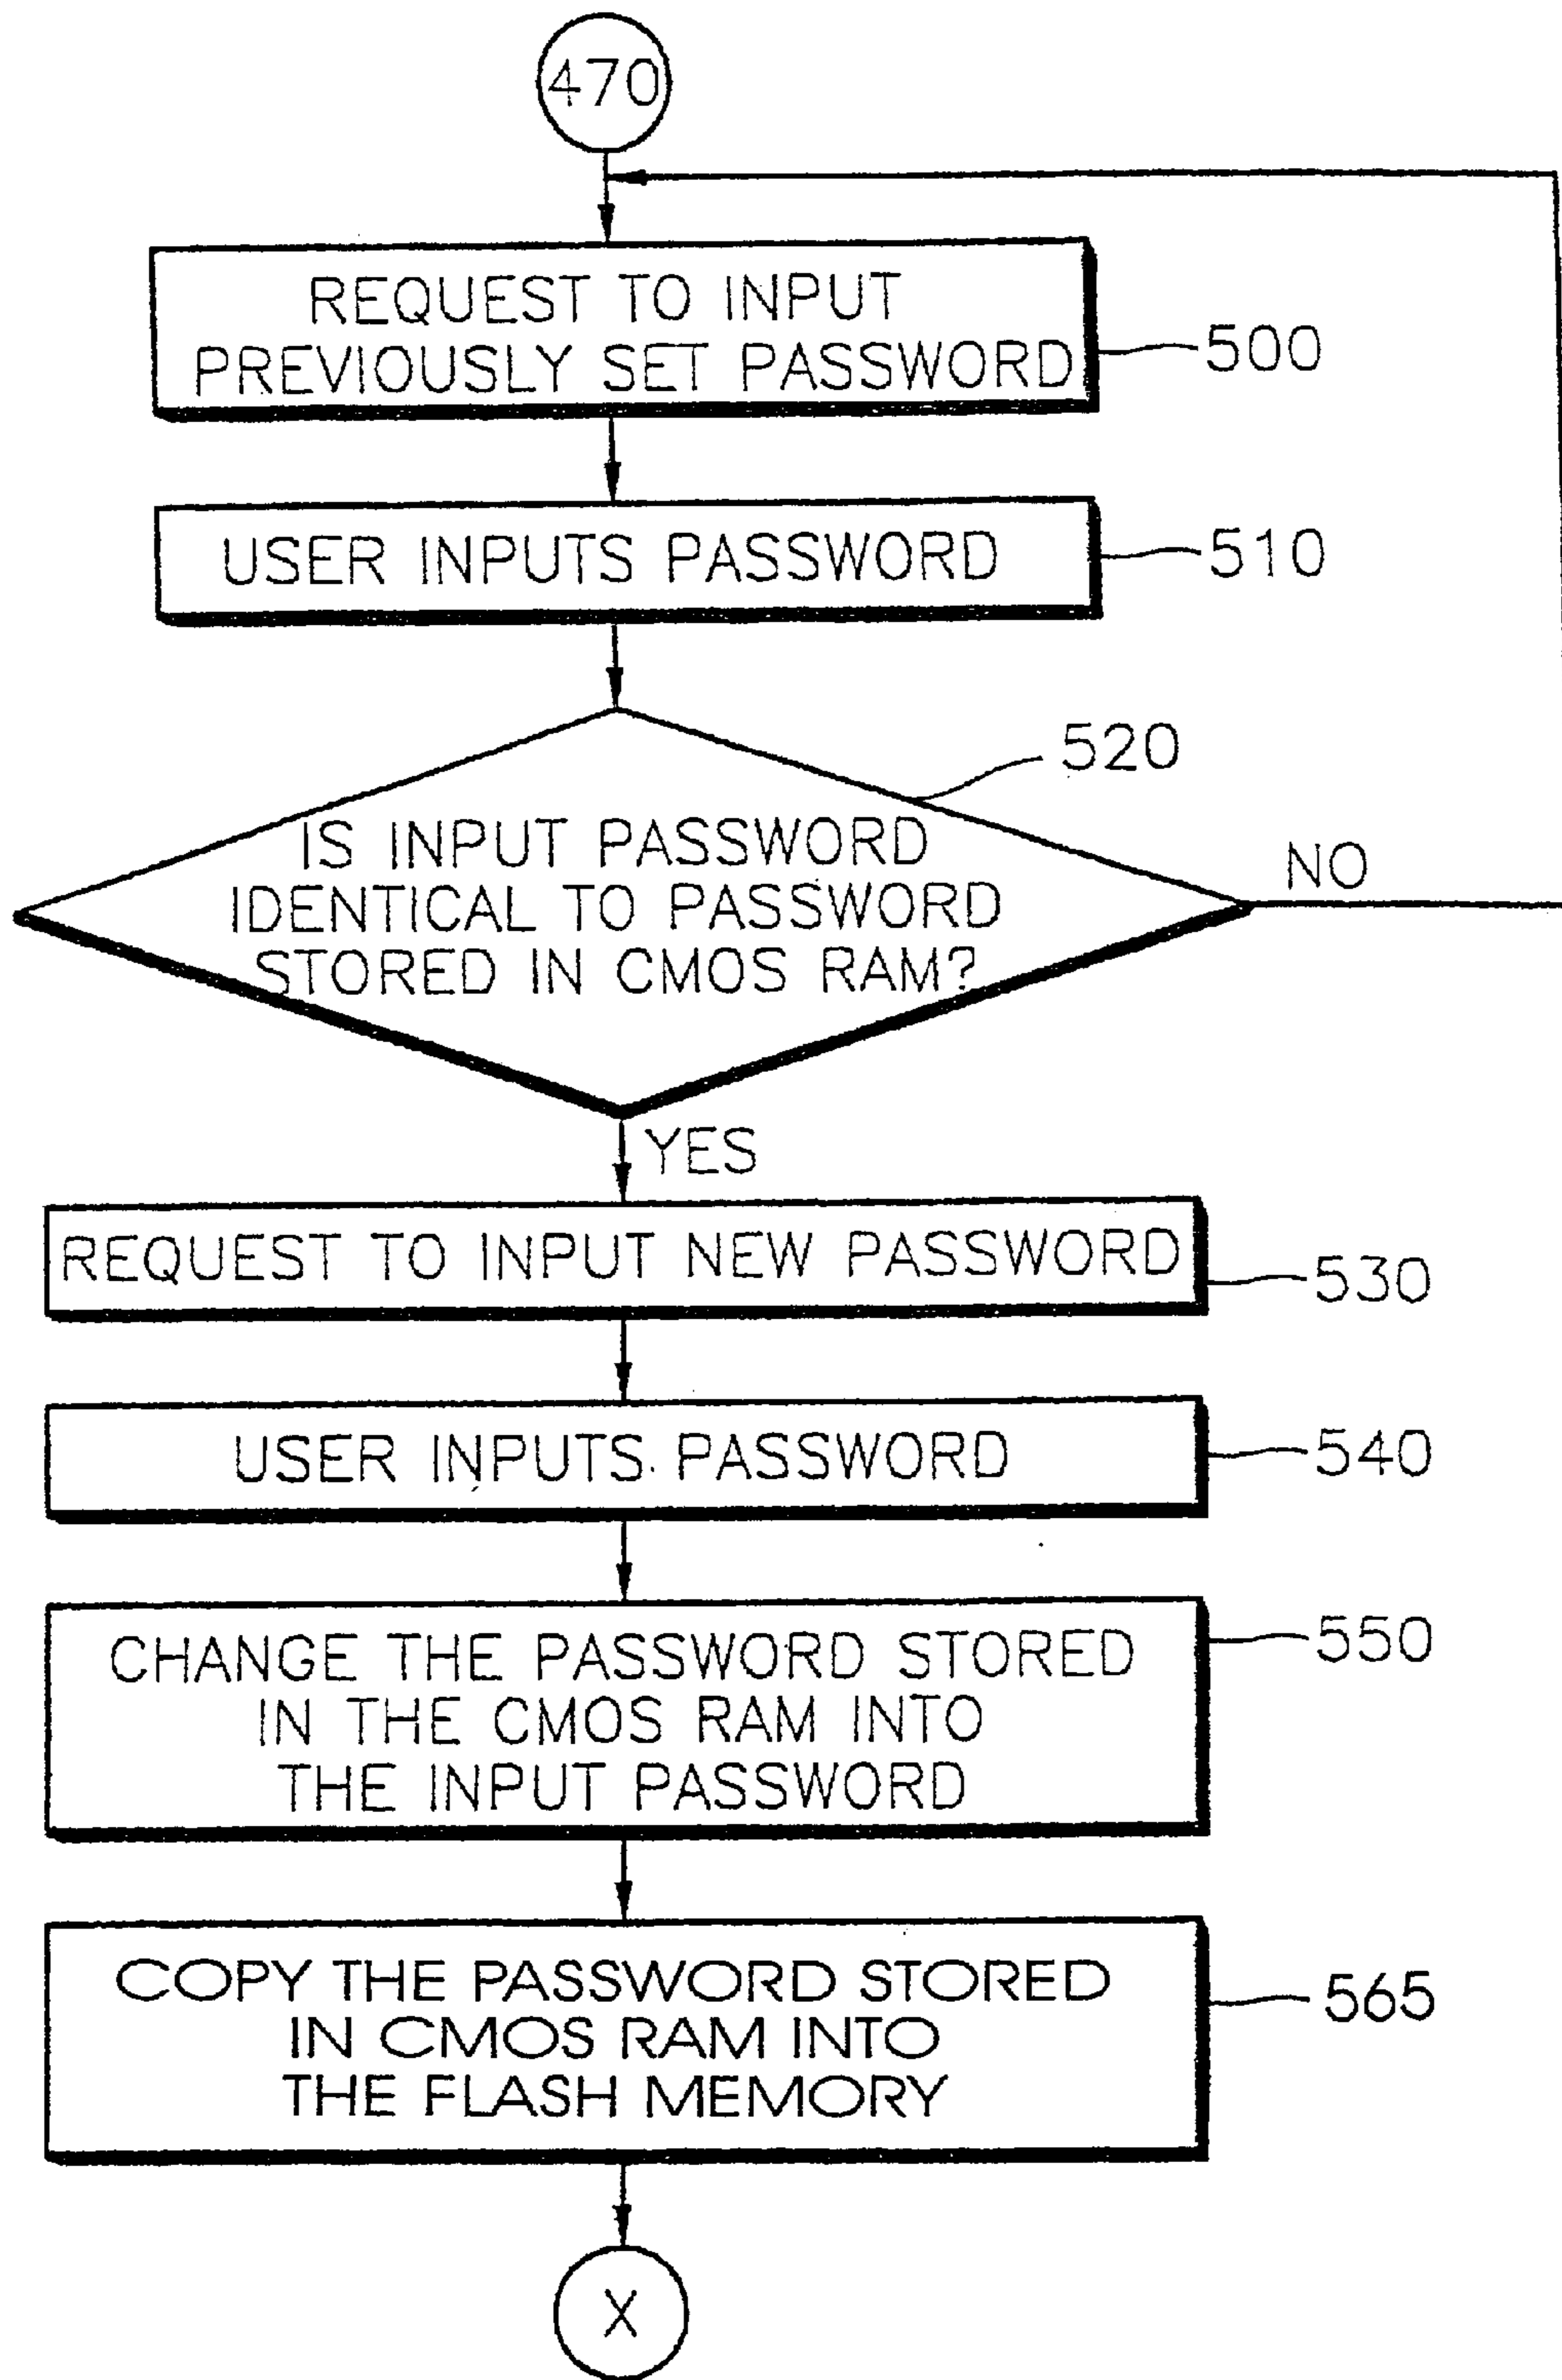 470
REQUEST TO INPUT
PREVIOUSLY SET PASSWORD
500
USER INPUTS PASSWORD
510
520
IS INPUT PASSWORD
IDENTICAL TO PASSWORD
STORED IN CMOS RAM?
NO
YES
REQUEST TO INPUT NEW PASSWORD
530
USER INPUTS PASSWORD
540
CHANGE THE PASSWORD STORED
IN THE CMOS RAM INTO
THE INPUT PASSWORD
550
COPY THE PASSWORD STORED
IN CMOS RAM INTO
THE FLASH MEMORY
565
X